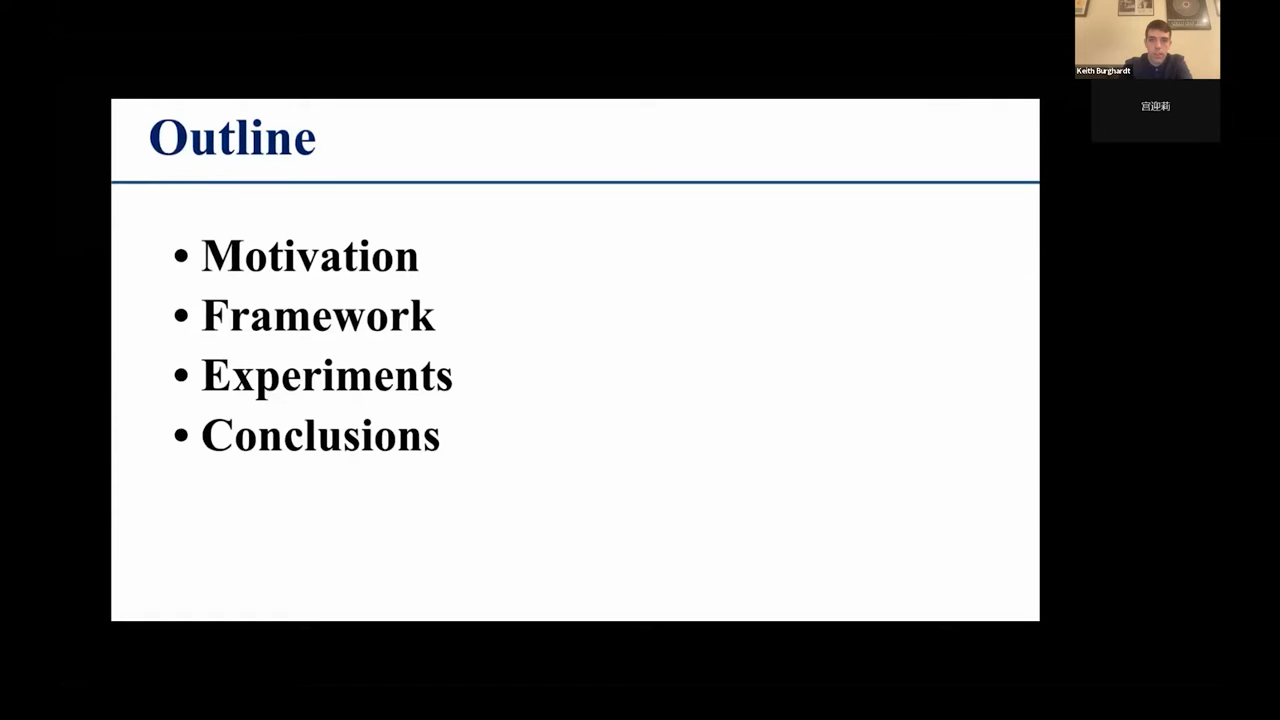 Outline
• Motivation
• Framework
• Experiments
• Conclusions
Keith Burghardt
宫迎莉